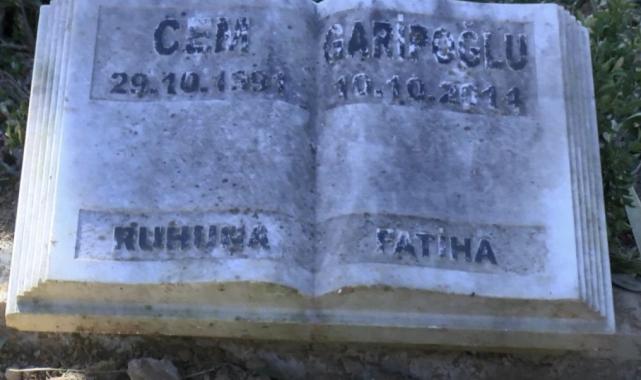 CEM GARİPOĞLU
29.10.1991 10.10.2014
RUHUNA FATİHA